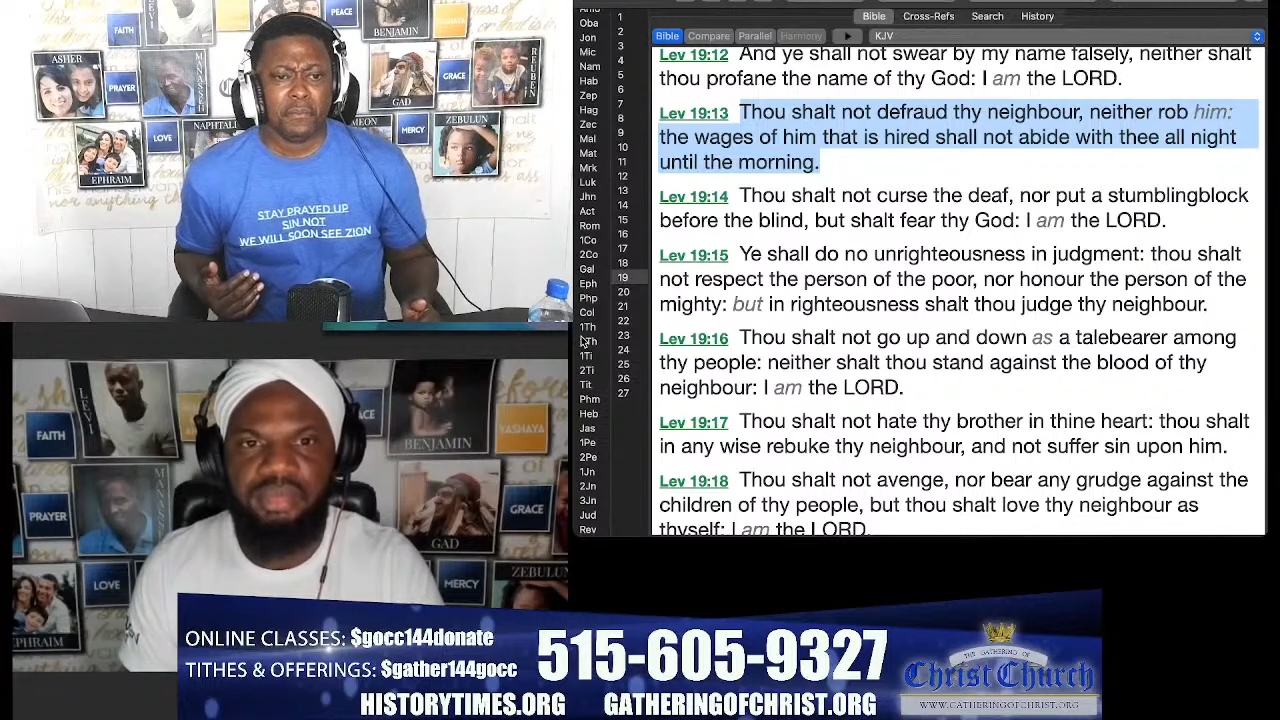 LEVI
FAITH
ASHER
PRAYER
MANASSEH
LOVE
NAPHTALI
EPHRAIM
PEACE
BENJAMIN
YASHAYA
GAD
GRACE
REUBEN
SIMEON
MERCY
ZEBULUN
STAY PRAYED UP
SIN NOT
WE WILL SOON SEE ZION
LEVI
FAITH
BENJAMIN
YASHAYA
PRAYER
GAD
GRACE
LOVE
MERCY
ZEBULUN
EPHRAIM
Bible
Cross-Refs
Search
History
Bible
Compare
Parallel
Harmony
KJV
Oba
Jon
Mic
Nam
Hab
Zep
Hag
Zec
Mal
Mat
Mrk
Luk
Jhn
Act
Rom
1Co
2Co
Gal
Eph
Php
Col
1Th
1Ti
2Ti
Tit
Phm
Heb
Jas
1Pe
2Pe
1Jn
2Jn
3Jn
Jud
Rev
1
2
3
4
5
6
7
8
9
10
11
12
13
14
15
16
17
18
19
20
21
22
23
24
25
26
27
Lev 19:12 And ye shall not swear by my name falsely, neither shalt
thou profane the name of thy God: I am the LORD.
Lev 19:13 Thou shalt not defraud thy neighbour, neither rob him:
the wages of him that is hired shall not abide with thee all night
until the morning.
Lev 19:14 Thou shalt not curse the deaf, nor put a stumblingblock
before the blind, but shalt fear thy God: I am the LORD.
Lev 19:15 Ye shall do no unrighteousness in judgment: thou shalt
not respect the person of the poor, nor honour the person of the
mighty: but in righteousness shalt thou judge thy neighbour.
Lev 19:16 Thou shalt not go up and down as a talebearer among
thy people: neither shalt thou stand against the blood of thy
neighbour: I am the LORD.
Lev 19:17 Thou shalt not hate thy brother in thine heart: thou shalt
in any wise rebuke thy neighbour, and not suffer sin upon him.
Lev 19:18 Thou shalt not avenge, nor bear any grudge against the
children of thy people, but thou shalt love thy neighbour as
thyself: I am the LORD.
ONLINE CLASSES: $gocc144donate
TITHES & OFFERINGS: $gather144gocc
515-605-9327
HISTORYTIMES.ORG GATHERINGOFCHRIST.ORG
THE GATHERING OF
Christ Church
WWW.GATHERINGOFCHRIST.ORG